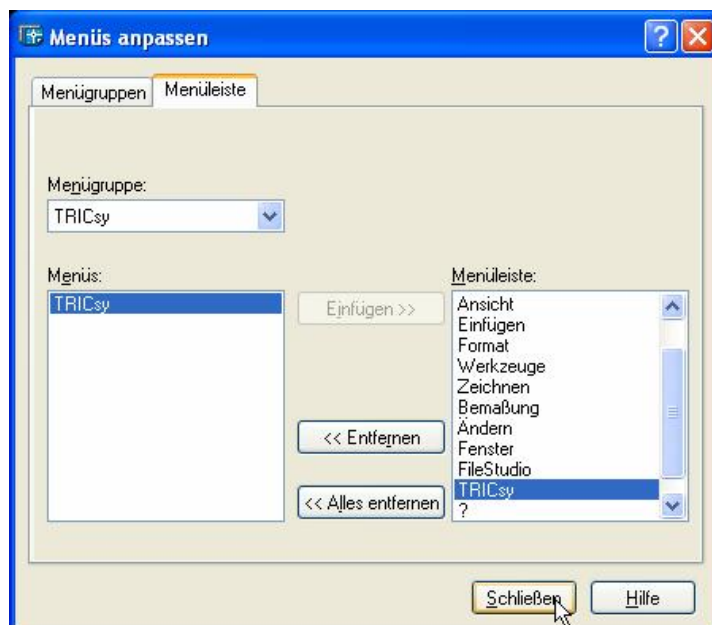 Menüs anpassen
Menügruppen
Menüleiste
Menügruppe:
TRICsy
Menüs:
TRICsy
Einfügen >>
<< Entfernen
<< Alles entfernen
Menüleiste:
Ansicht
Einfügen
Format
Werkzeuge
Zeichnen
Bemaßung
Ändern
Fenster
FileStudio
TRICsy
?
Schließen
Hilfe